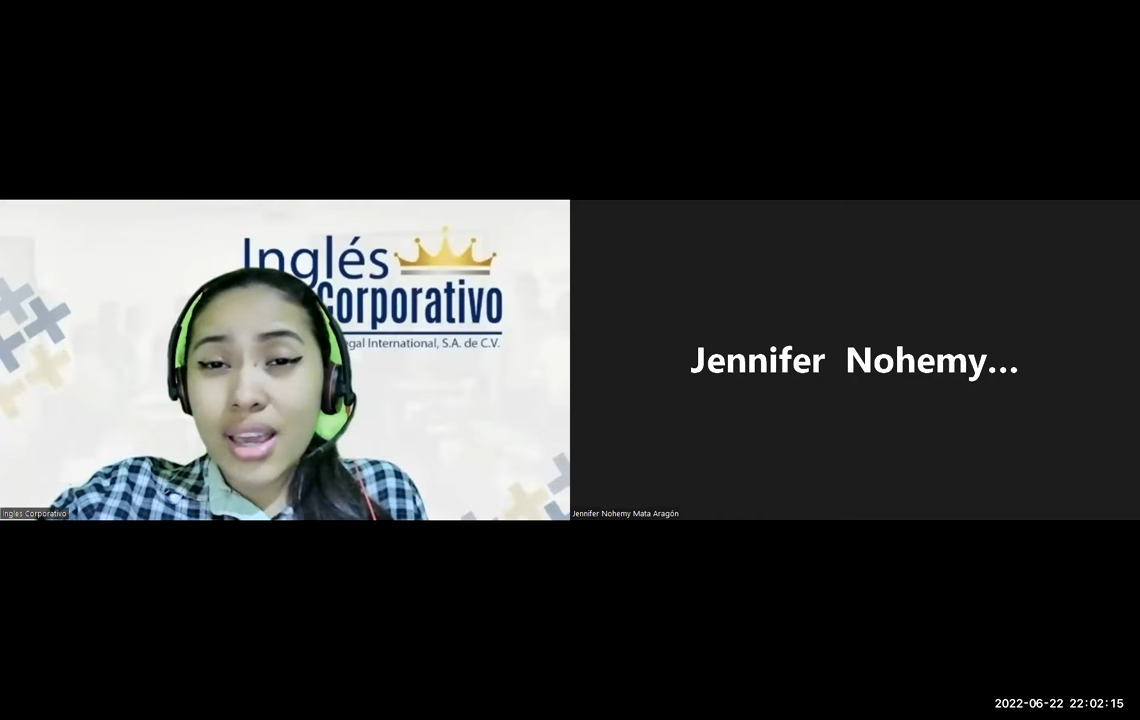 Inglés
Corporativo
egal International, S.A. de C.V.
Jennifer Nohemy...
Ingles Corporativo
Jennifer Nohemy Mata Aragón
2022-06-22 22:02:15